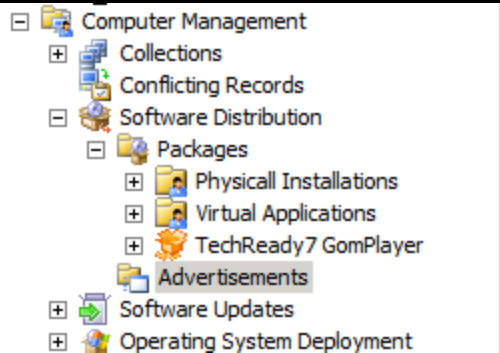 Computer Management
Collections
Conflicting Records
Software Distribution
Packages
Physicall Installations
Virtual Applications
TechReady7 GomPlayer
Advertisements
Software Updates
Operating System Deployment